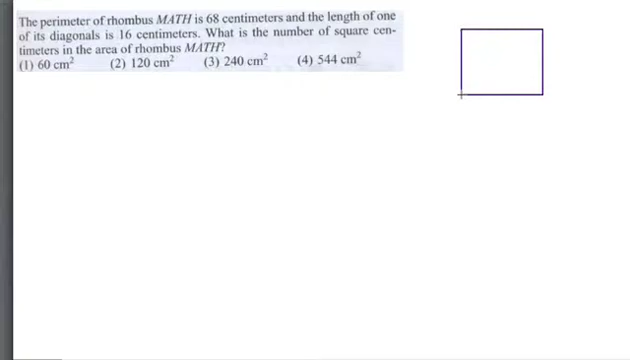 The perimeter of rhombus MATH is 68 centimeters and the length of one
of its diagonals is 16 centimeters. What is the number of square cen-
timeters in the area of rhombus MATH?
(1) 60 cm² (2) 120 cm² (3) 240 cm² (4) 544 cm²